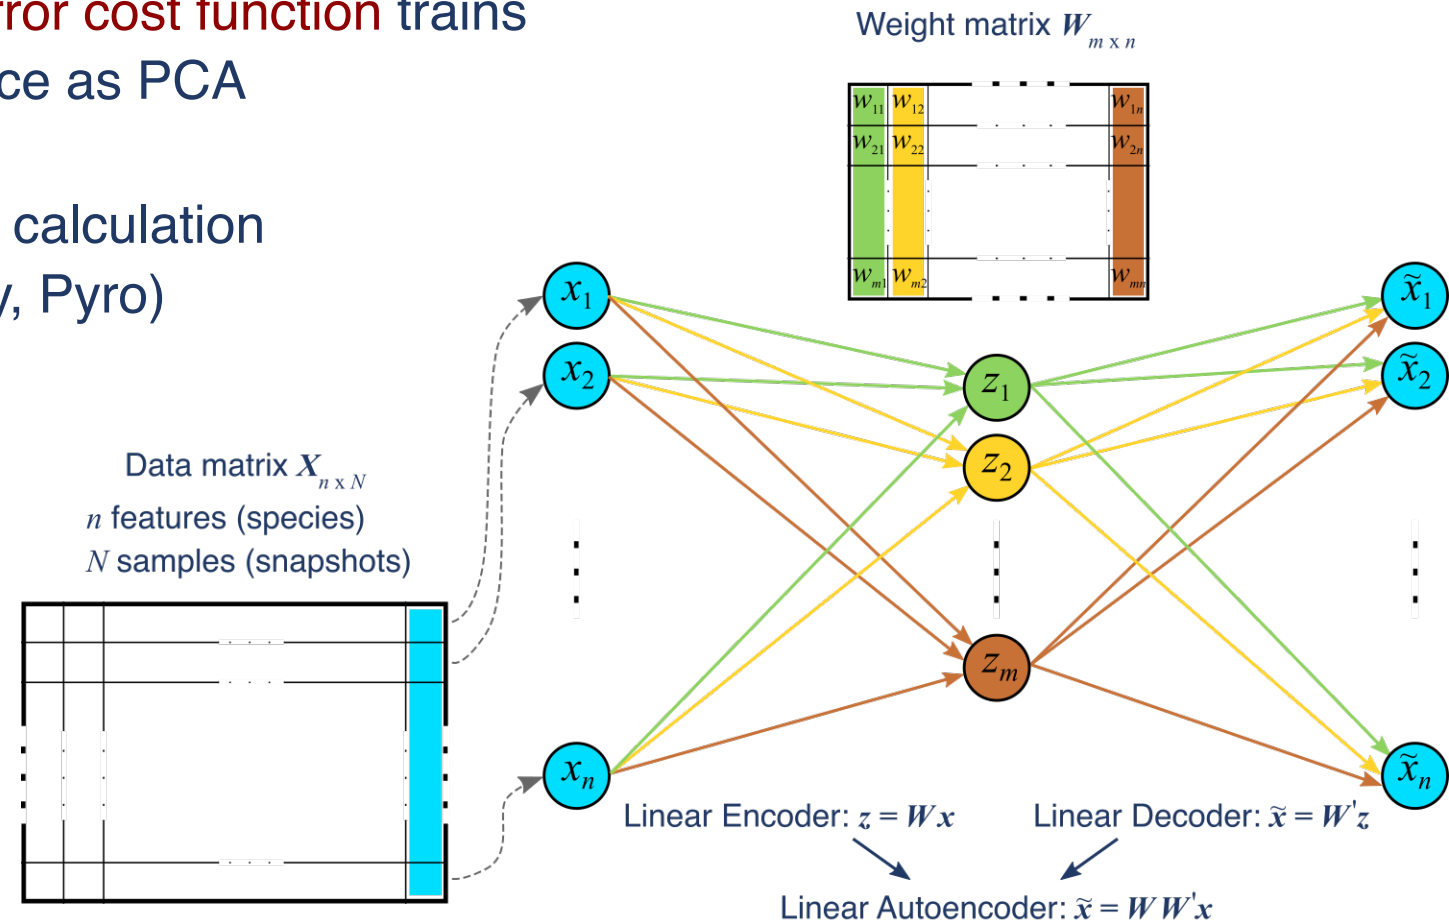 rror cost function trains
ce as PCA
calculation
y, Pyro)
Weight matrix W m x n
w11 w12 w1n
w21 w22 w2n
wm1 wm2 wmn
x1
x2
xn
z1
z2
zm
x̃1
x̃2
x̃n
Data matrix X n x N
n features (species)
N samples (snapshots)
Linear Encoder: z = Wx
Linear Decoder: x̃ = W'z
Linear Autoencoder: x̃ = WW'x